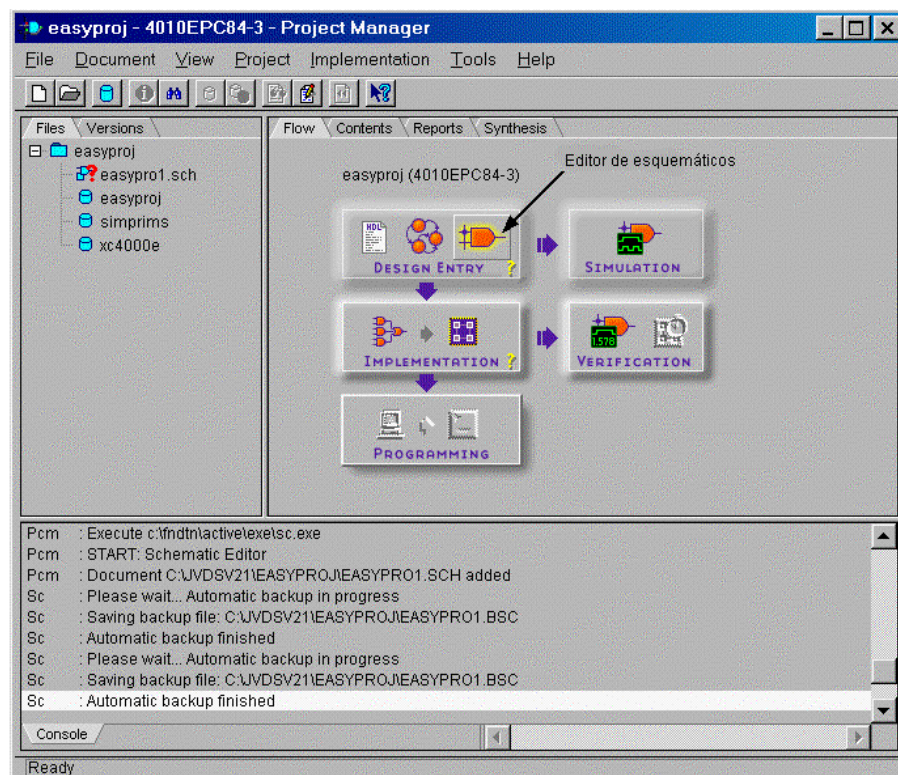 easyproj - 4010EPC84-3 - Project Manager
File Document View Project Implementation Tools Help
Files Versions
easyproj
easypro1.sch
easyproj
simprims
xc4000e
Flow Contents Reports Synthesis
Editor de esquemáticos
easyproj (4010EPC84-3)
HDL
DESIGN ENTRY ?
SIMULATION
IMPLEMENTATION ?
1.578
VERIFICATION
PROGRAMMING
Pcm : Execute c:\fndtn\active\exe\sc.exe
Pcm : START: Schematic Editor
Pcm : Document C:\JVDSV21\EASYPROJ\EASYPRO1.SCH added
Sc : Please wait... Automatic backup in progress
Sc : Saving backup file: C:\JVDSV21\EASYPROJ\EASYPRO1.BSC
Sc : Automatic backup finished
Sc : Please wait... Automatic backup in progress
Sc : Saving backup file: C:\JVDSV21\EASYPROJ\EASYPRO1.BSC
Sc : Automatic backup finished
Console
Ready